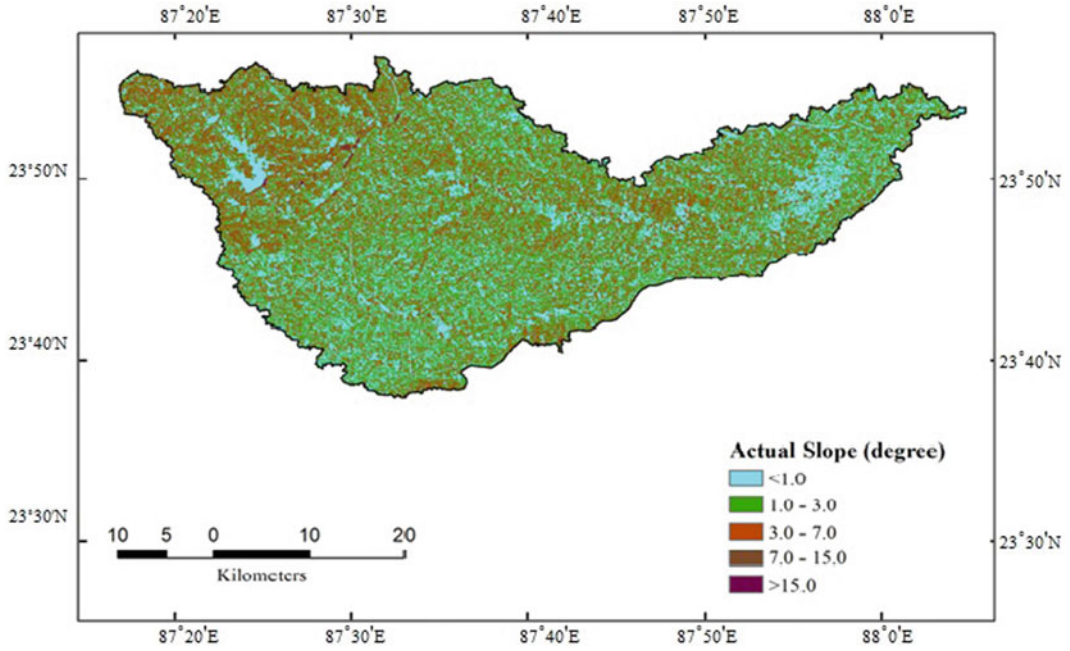 87°20'E 87°30'E 87°40'E 87°50'E 88°0'E
23°50'N 23°50'N
23°40'N 23°40'N
Actual Slope (degree)
<1.0
1.0 - 3.0
3.0 - 7.0
7.0 - 15.0
>15.0
23°30'N 23°30'N
10 5 0 10 20
Kilometers
87°20'E 87°30'E 87°40'E 87°50'E 88°0'E